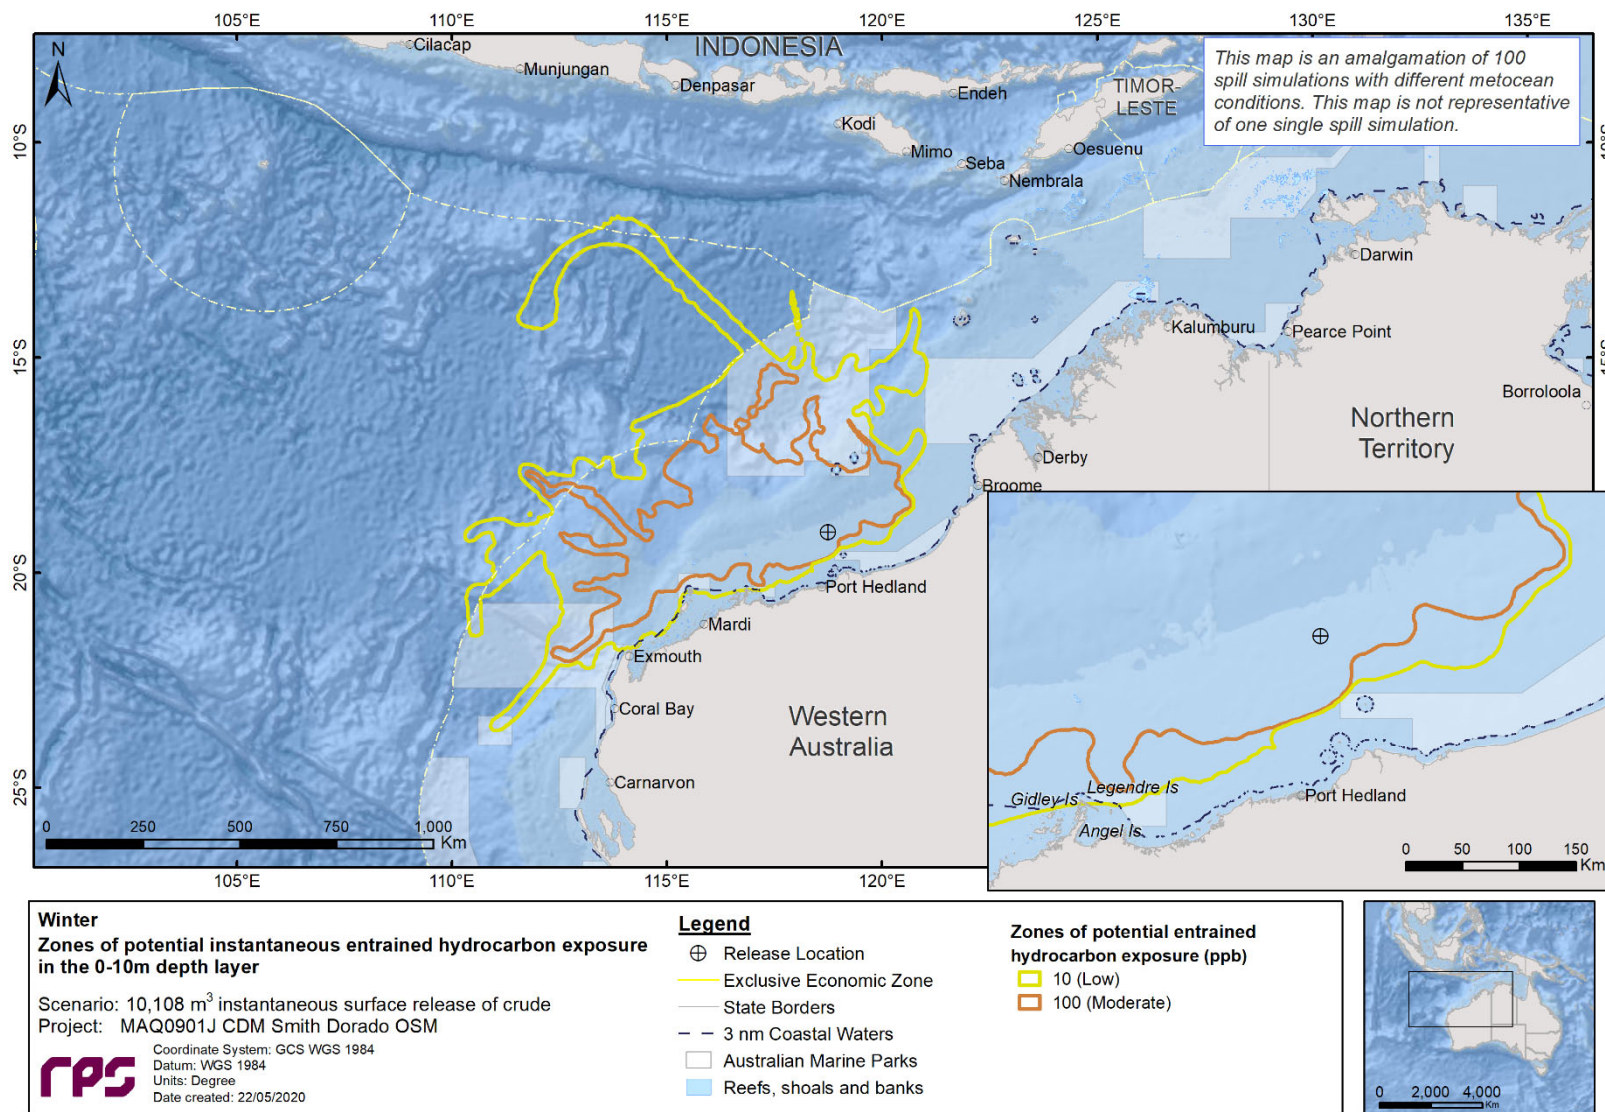 105°E 110°E 115°E 120°E 125°E 130°E 135°E
N
Cilacap
INDONESIA
Munjungan
Denpasar
Endeh
TIMOR-
LESTE
This map is an amalgamation of 100
spill simulations with different metocean
conditions. This map is not representative
of one single spill simulation.
10°S
10°S
Kodi
Mimo
Seba
Oesuenu
Nembrala
Darwin
Kalumburu
Pearce Point
15°S
15°S
Borroloola
Northern
Territory
Derby
Broome
20°S
Port Hedland
Mardi
Exmouth
Coral Bay
Western
Australia
Carnarvon
25°S
0 250 500 750 1,000
Km
105°E 110°E 115°E 120°E
Gidley Is
Legendre Is
Angel Is
Port Hedland
0 50 100 150
Km
Winter
Zones of potential instantaneous entrained hydrocarbon exposure
in the 0-10m depth layer
Scenario: 10,108 m³ instantaneous surface release of crude
Project: MAQ0901J CDM Smith Dorado OSM
rps
Coordinate System: GCS WGS 1984
Datum: WGS 1984
Units: Degree
Date created: 22/05/2020
Legend
Release Location
Exclusive Economic Zone
State Borders
3 nm Coastal Waters
Australian Marine Parks
Reefs, shoals and banks
Zones of potential entrained
hydrocarbon exposure (ppb)
10 (Low)
100 (Moderate)
0 2,000 4,000
Km